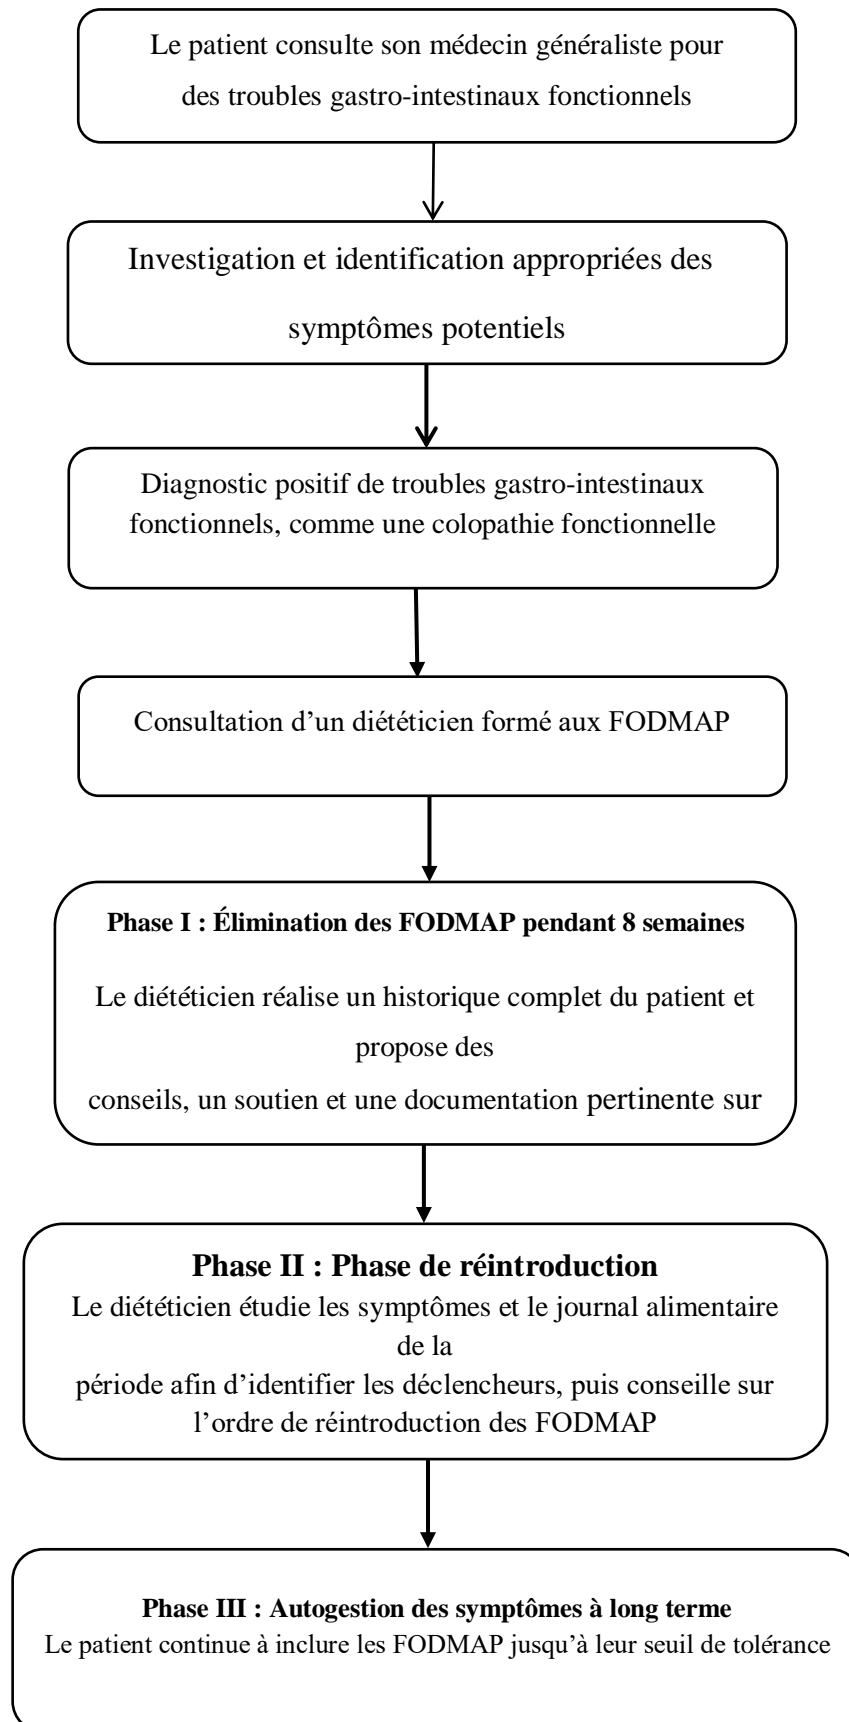 Le patient consulte son médecin généraliste pour
des troubles gastro-intestinaux fonctionnels
Investigation et identification appropriées des
symptômes potentiels
Diagnostic positif de troubles gastro-intestinaux
fonctionnels, comme une colopathie fonctionnelle
Consultation d’un diététicien formé aux FODMAP
Phase I : Élimination des FODMAP pendant 8 semaines
Le diététicien réalise un historique complet du patient et
propose des
conseils, un soutien et une documentation pertinente sur
Phase II : Phase de réintroduction
Le diététicien étudie les symptômes et le journal alimentaire
de la
période afin d’identifier les déclencheurs, puis conseille sur
l’ordre de réintroduction des FODMAP
Phase III : Autogestion des symptômes à long terme
Le patient continue à inclure les FODMAP jusqu’à leur seuil de tolérance